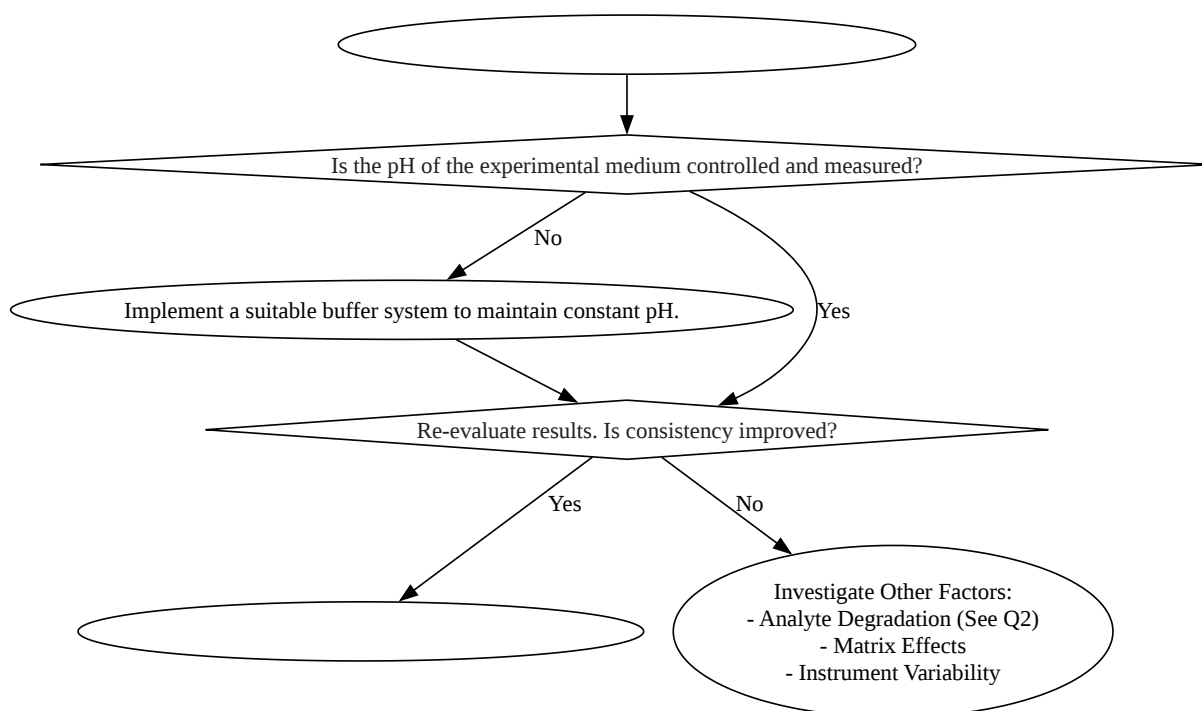 Is the pH of the experimental medium controlled and measured?
No
Implement a suitable buffer system to maintain constant pH.
Yes
Re-evaluate results. Is consistency improved?
Yes
No
Investigate Other Factors:
- Analyte Degradation (See Q2)
- Matrix Effects
- Instrument Variability